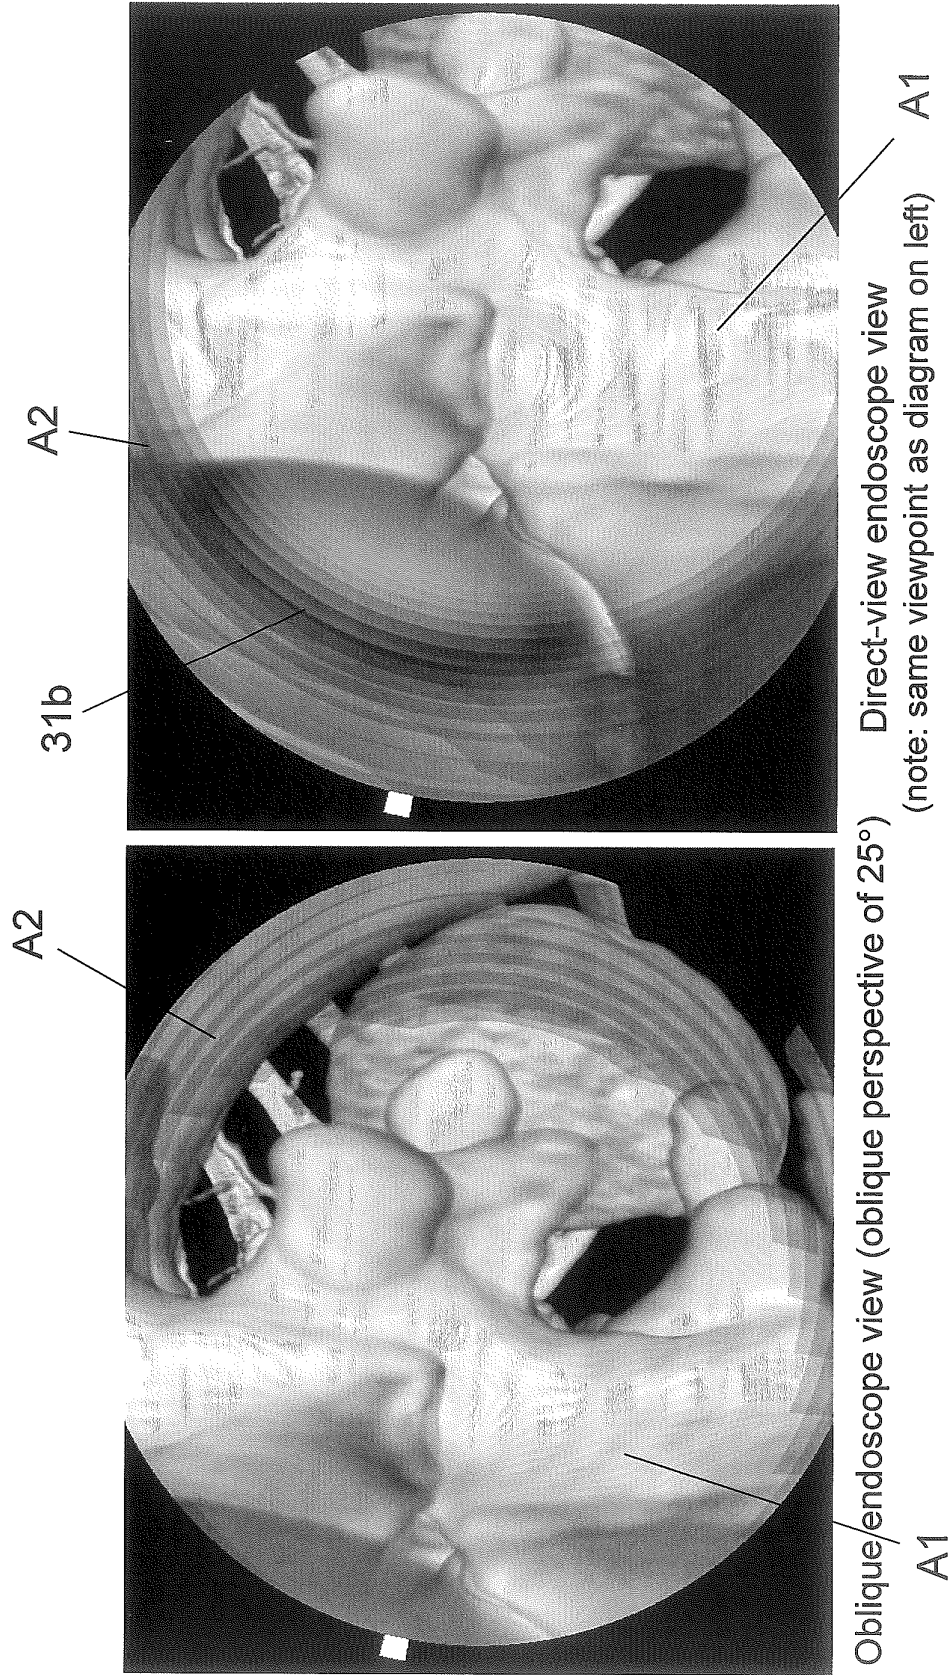 A2
31b
A2
Oblique endoscope view (oblique perspective of 25°)
A1
Direct-view endoscope view
(note: same viewpoint as diagram on left)
A1